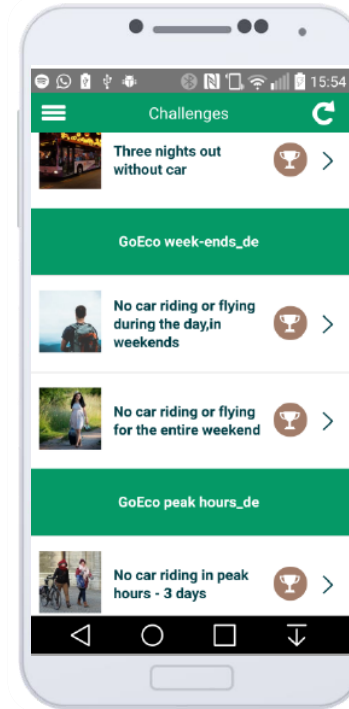 15:54
Challenges
Three nights out
without car
GoEco week-ends_de
No car riding or flying
during the day,in
weekends
No car riding or flying
for the entire weekend
GoEco peak hours_de
No car riding in peak
hours - 3 days